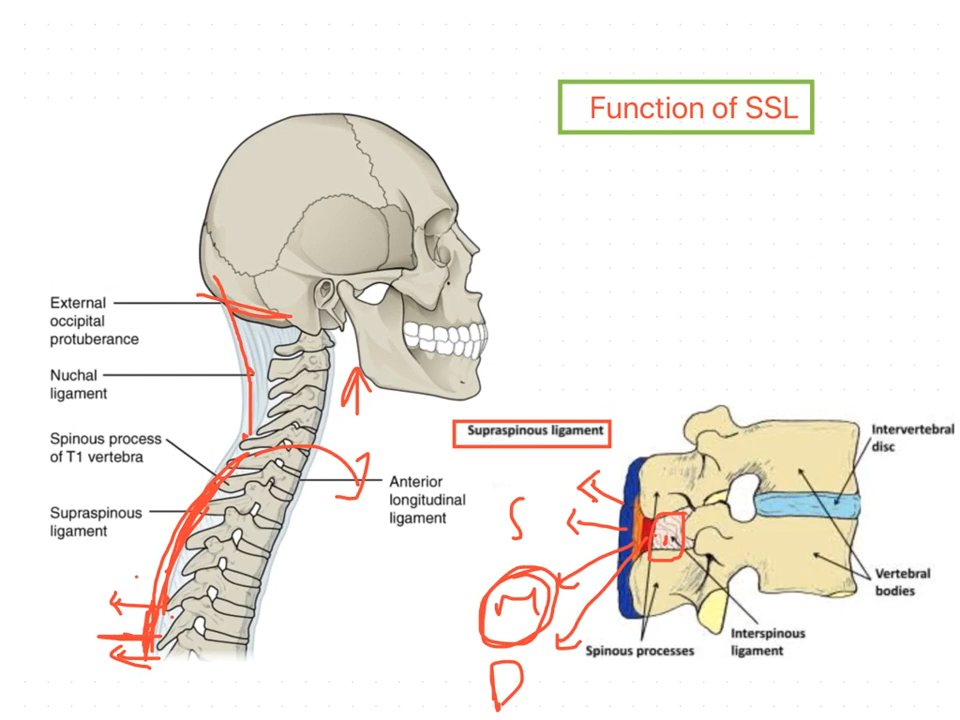 Function of SSL
External
occipital
protuberance
Nuchal
ligament
Spinous process
of T1 vertebra
Supraspinous
ligament
Anterior
longitudinal
ligament
Supraspinous ligament
Intervertebral
disc
S
M
D
Vertebral
bodies
Interspinous
ligament
Spinous processes